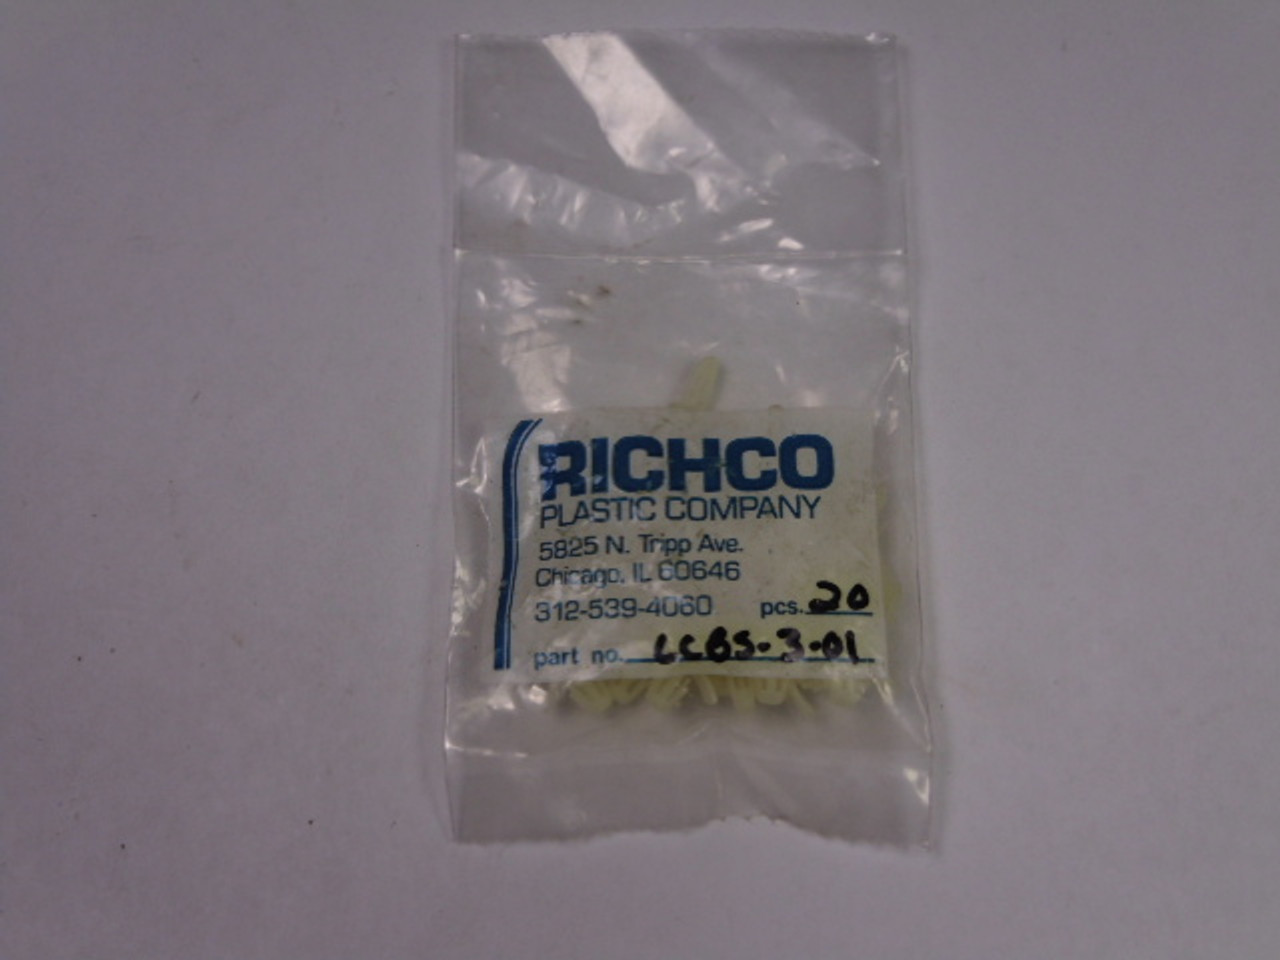 RICHCO
PLASTIC COMPANY
5825 N. Tripp Ave.
Chicago, IL 60646
312-539-4060 pcs. 20
part no. LCBS-3-01